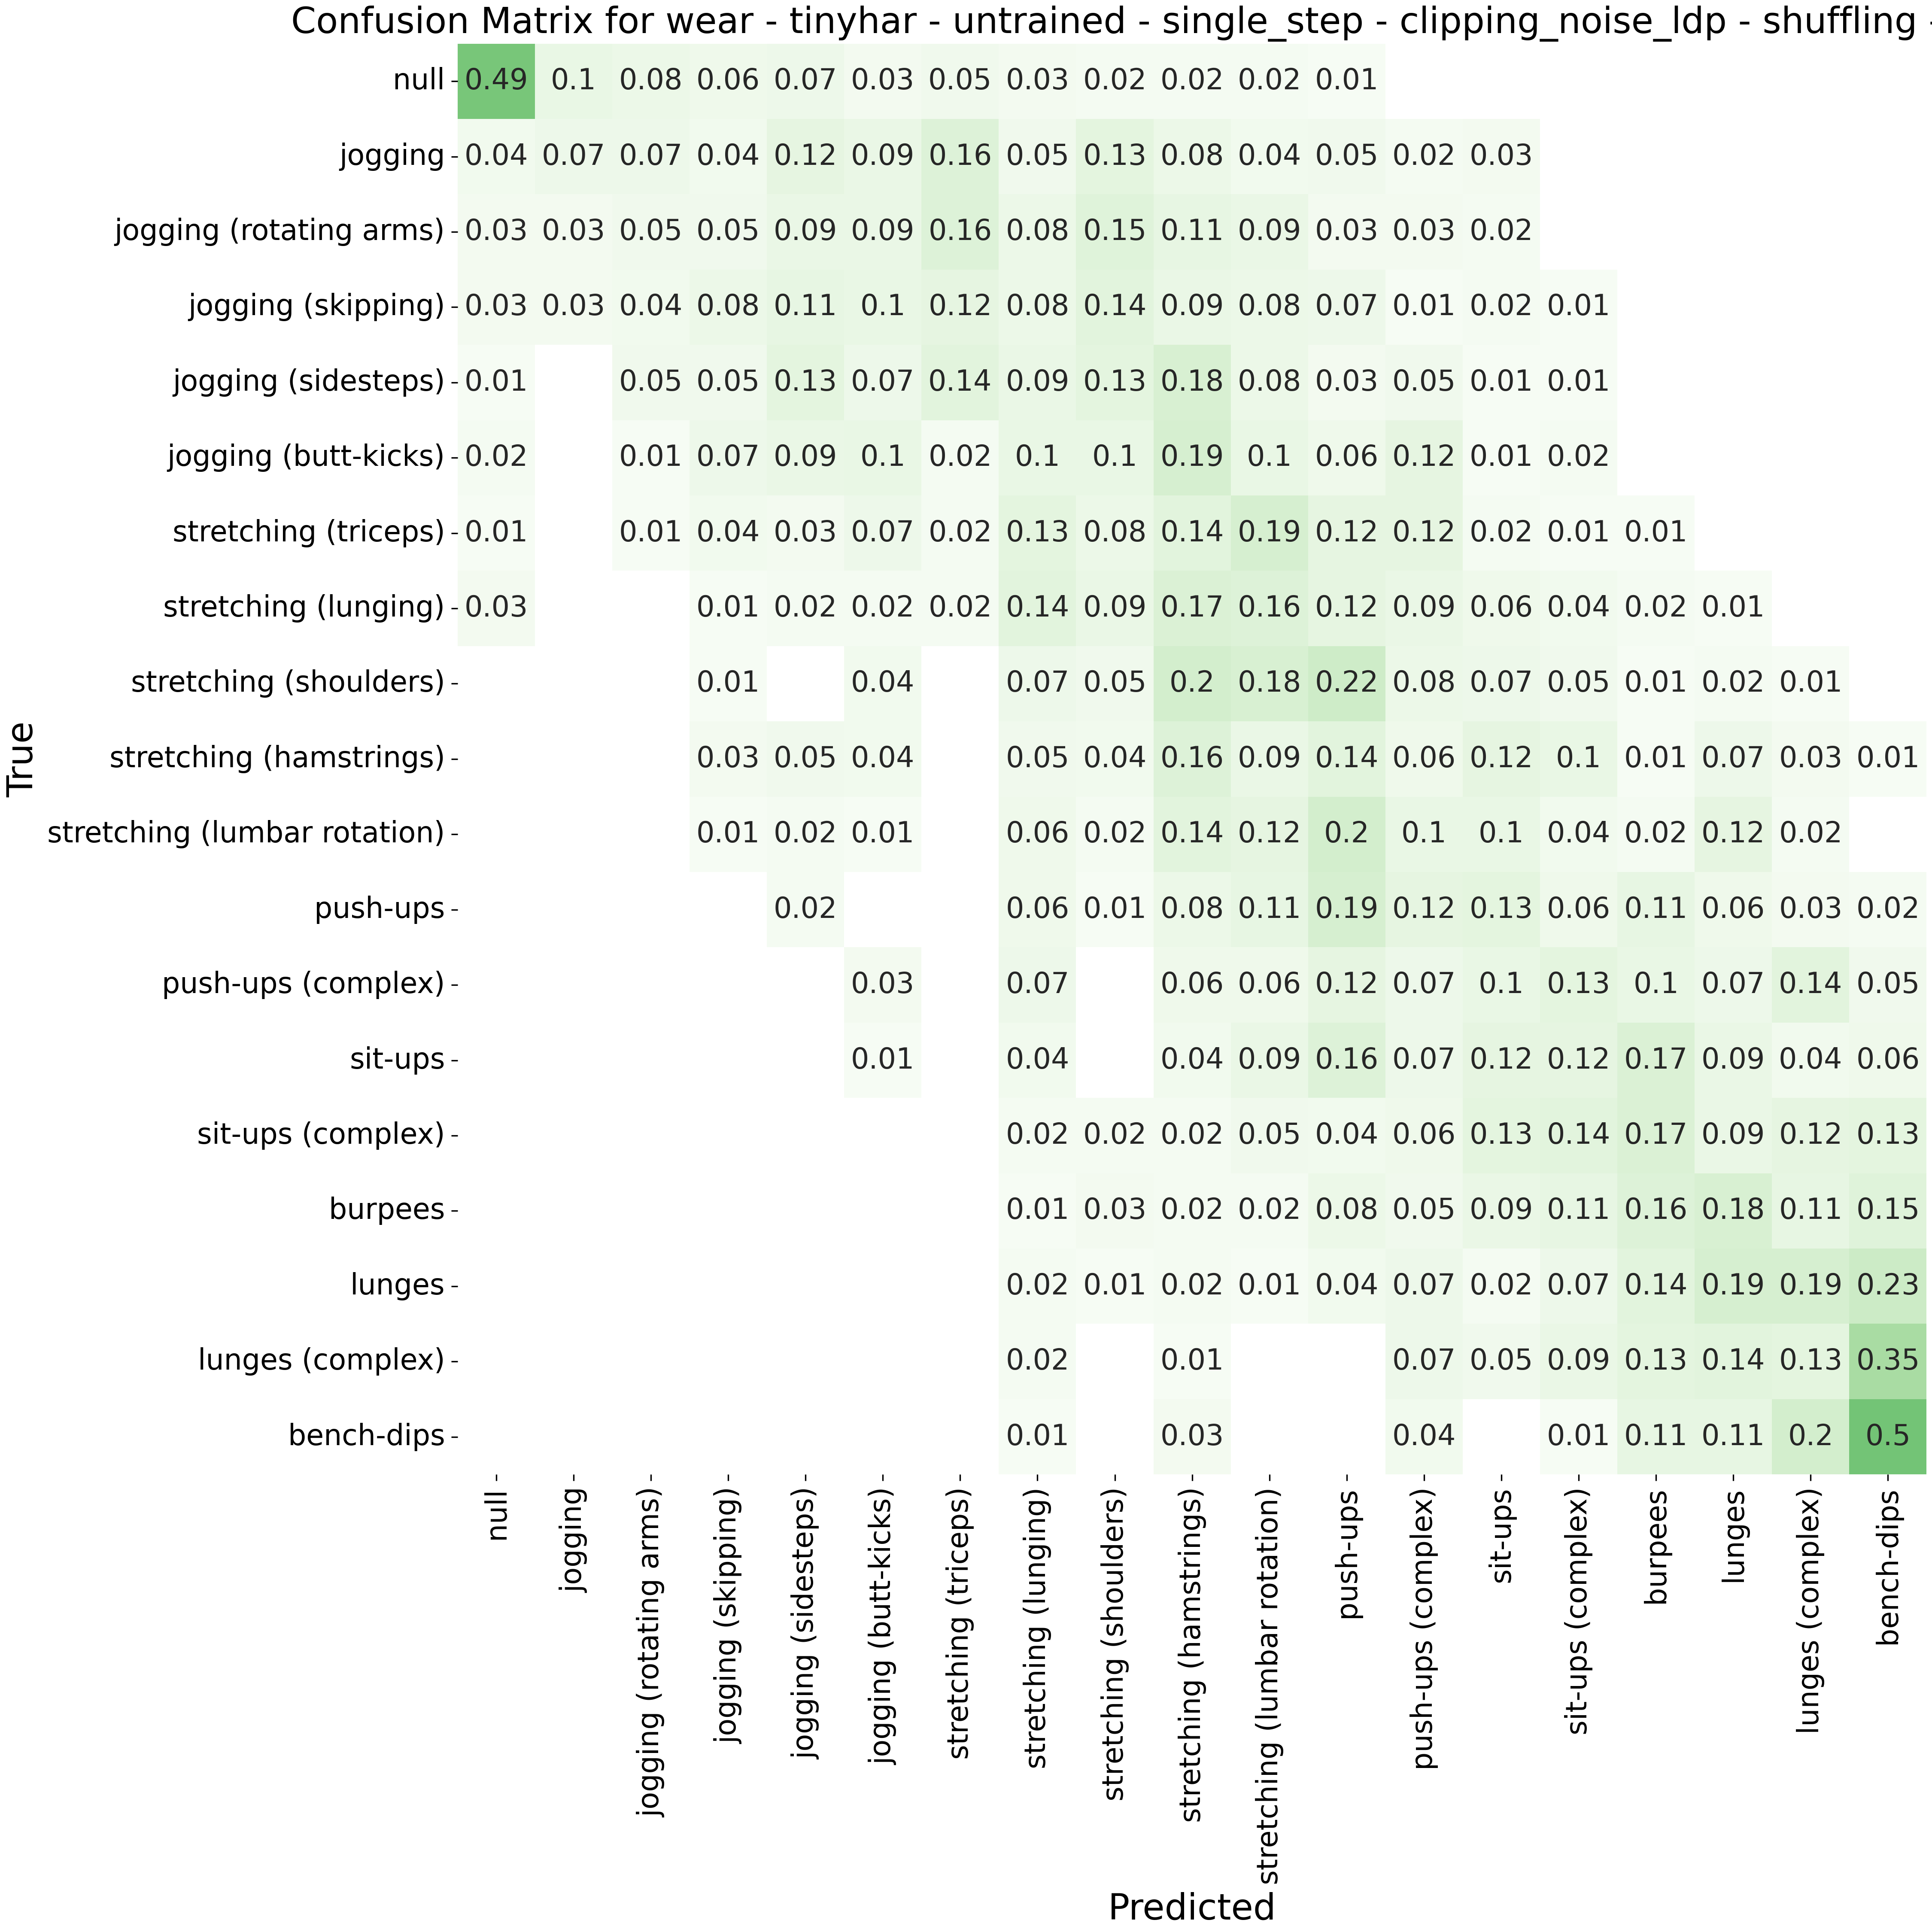 Confusion Matrix for wear - tinyhar - untrained - single_step - clipping_noise_ldp - shuffling -
null 0.49 0.1 0.08 0.06 0.07 0.03 0.05 0.03 0.02 0.02 0.02 0.01
jogging 0.04 0.07 0.07 0.04 0.12 0.09 0.16 0.05 0.13 0.08 0.04 0.05 0.02 0.03
jogging (rotating arms) 0.03 0.03 0.05 0.05 0.09 0.09 0.16 0.08 0.15 0.11 0.09 0.03 0.03 0.02
jogging (skipping) 0.03 0.03 0.04 0.08 0.11 0.1 0.12 0.08 0.14 0.09 0.08 0.07 0.01 0.02 0.01
jogging (sidesteps) 0.01 0.05 0.05 0.13 0.07 0.14 0.09 0.13 0.18 0.08 0.03 0.05 0.01 0.01
jogging (butt-kicks) 0.02 0.01 0.07 0.09 0.1 0.02 0.1 0.1 0.19 0.1 0.06 0.12 0.01 0.02
stretching (triceps) 0.01 0.01 0.04 0.03 0.07 0.02 0.13 0.08 0.14 0.19 0.12 0.12 0.02 0.01 0.01
stretching (lunging) 0.03 0.01 0.02 0.02 0.02 0.14 0.09 0.17 0.16 0.12 0.09 0.06 0.04 0.02 0.01
stretching (shoulders) 0.01 0.04 0.07 0.05 0.2 0.18 0.22 0.08 0.07 0.05 0.01 0.02 0.01
stretching (hamstrings) 0.03 0.05 0.04 0.05 0.04 0.16 0.09 0.14 0.06 0.12 0.1 0.01 0.07 0.03 0.01
stretching (lumbar rotation) 0.01 0.02 0.01 0.06 0.02 0.14 0.12 0.2 0.1 0.1 0.04 0.02 0.12 0.02
push-ups 0.02 0.06 0.01 0.08 0.11 0.19 0.12 0.13 0.06 0.11 0.06 0.03 0.02
push-ups (complex) 0.03 0.07 0.06 0.06 0.12 0.07 0.1 0.13 0.1 0.07 0.14 0.05
sit-ups 0.01 0.04 0.04 0.09 0.16 0.07 0.12 0.12 0.17 0.09 0.04 0.06
sit-ups (complex) 0.02 0.02 0.02 0.05 0.04 0.06 0.13 0.14 0.17 0.09 0.12 0.13
burpees 0.01 0.03 0.02 0.02 0.08 0.05 0.09 0.11 0.16 0.18 0.11 0.15
lunges 0.02 0.01 0.02 0.01 0.04 0.07 0.02 0.07 0.14 0.19 0.19 0.23
lunges (complex) 0.02 0.01 0.07 0.05 0.09 0.13 0.14 0.13 0.35
bench-dips 0.01 0.03 0.04 0.01 0.11 0.11 0.2 0.5
True
null
jogging
jogging (rotating arms)
jogging (skipping)
jogging (sidesteps)
jogging (butt-kicks)
stretching (triceps)
stretching (lunging)
stretching (shoulders)
stretching (hamstrings)
stretching (lumbar rotation)
push-ups
push-ups (complex)
sit-ups
sit-ups (complex)
burpees
lunges
lunges (complex)
bench-dips
Predicted